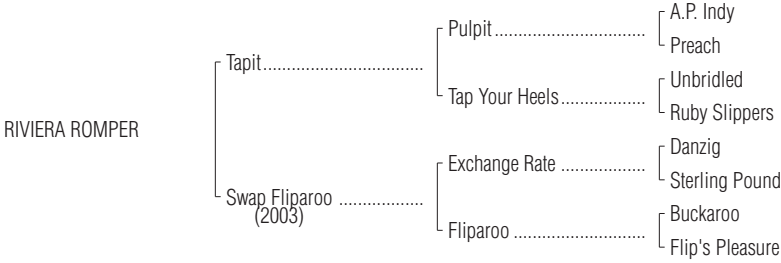 A.P. Indy
Pulpit..............................
Preach
Tapit................................
Unbridled
Tap Your Heels.................
Ruby Slippers
RIVIERA ROMPER
Danzig
Exchange Rate .................
Sterling Pound
Swap Fliparoo .................
(2003)
Buckaroo
Fliparoo ..........................
Flip's Pleasure